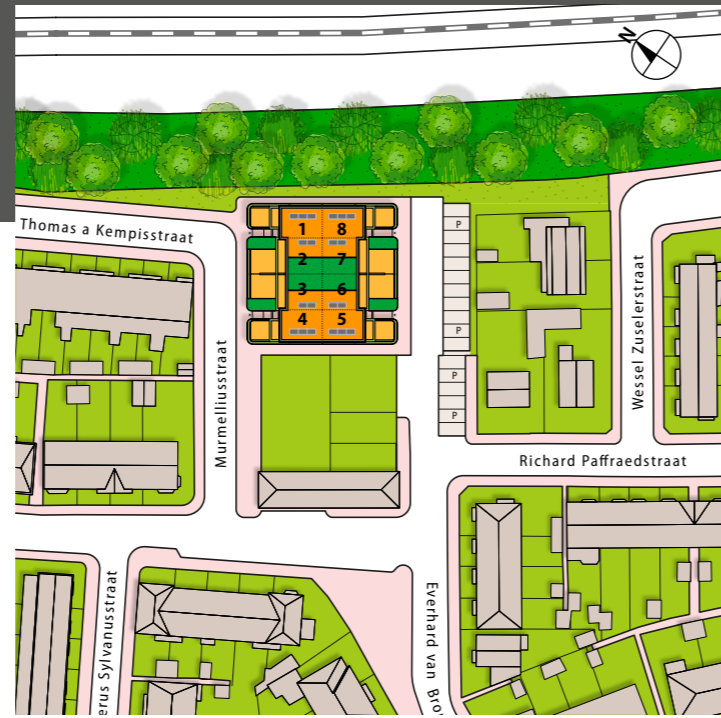 N
Thomas a Kempisstraat
1 8
2 7
3 6
4 5
P
P
P
P
Murmelliusstraat
Wessel Zuselerstraat
Richard Paffraedstraat
erus Sylvanusstraat
Everhard van Bro